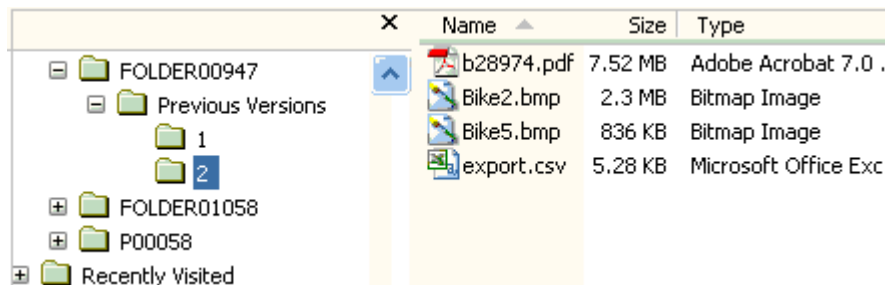 Name Size Type
FOLDER00947
Previous Versions
1
2
FOLDER01058
P00058
Recently Visited
b28974.pdf 7.52 MB Adobe Acrobat 7.0 .
Bike2.bmp 2.3 MB Bitmap Image
Bike5.bmp 836 KB Bitmap Image
export.csv 5.28 KB Microsoft Office Exc